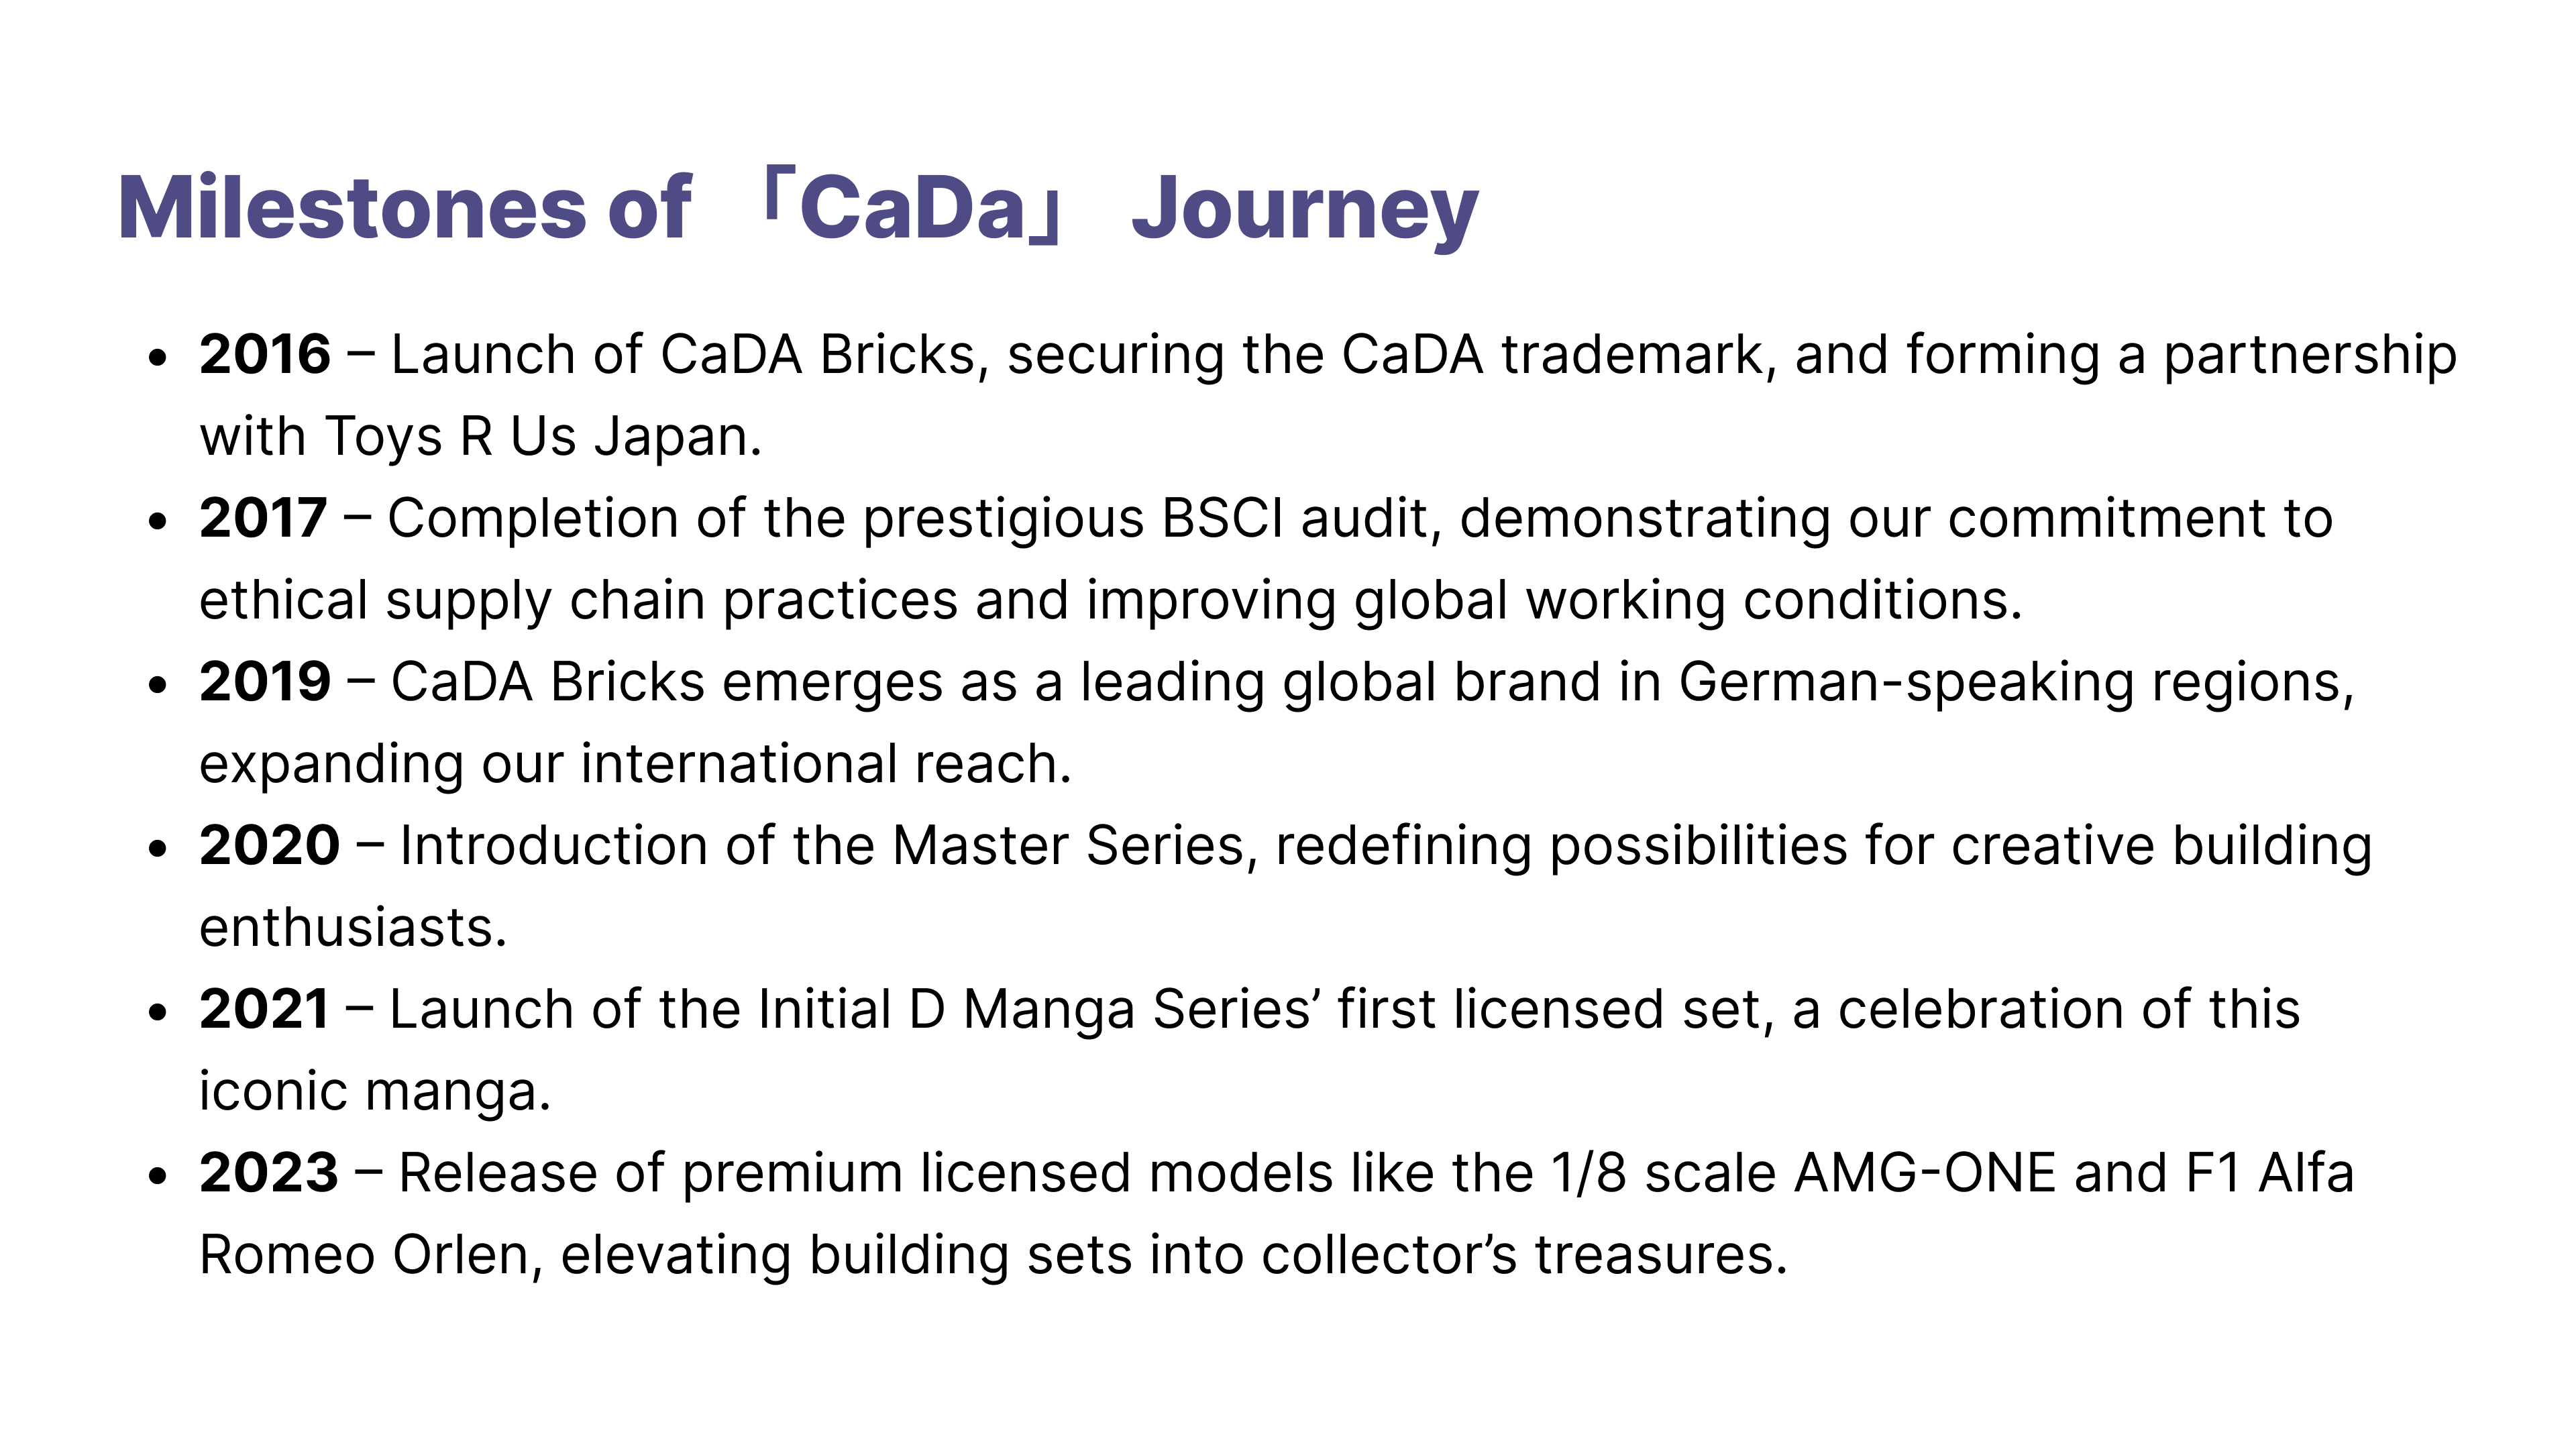 Milestones of 「CaDa」 Journey
• 2016 – Launch of CaDA Bricks, securing the CaDA trademark, and forming a partnership
with Toys R Us Japan.
• 2017 – Completion of the prestigious BSCI audit, demonstrating our commitment to
ethical supply chain practices and improving global working conditions.
• 2019 – CaDA Bricks emerges as a leading global brand in German-speaking regions,
expanding our international reach.
• 2020 – Introduction of the Master Series, redefining possibilities for creative building
enthusiasts.
• 2021 – Launch of the Initial D Manga Series’ first licensed set, a celebration of this
iconic manga.
• 2023 – Release of premium licensed models like the 1/8 scale AMG-ONE and F1 Alfa
Romeo Orlen, elevating building sets into collector’s treasures.